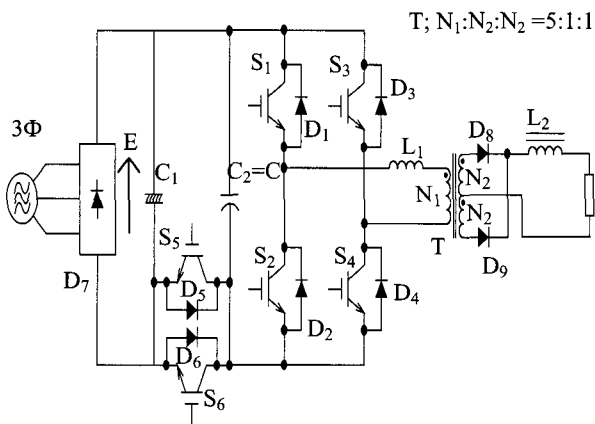 T; N₁:N₂:N₂ =5:1:1
S₁
S₃
D₁
D₃
3Φ
E
C₁
C₂=C
L₁
D₈
L₂
N₁
N₂
N₂
T
D₉
S₅
D₅
S₂
S₄
D₇
D₂
D₄
D₆
S₆